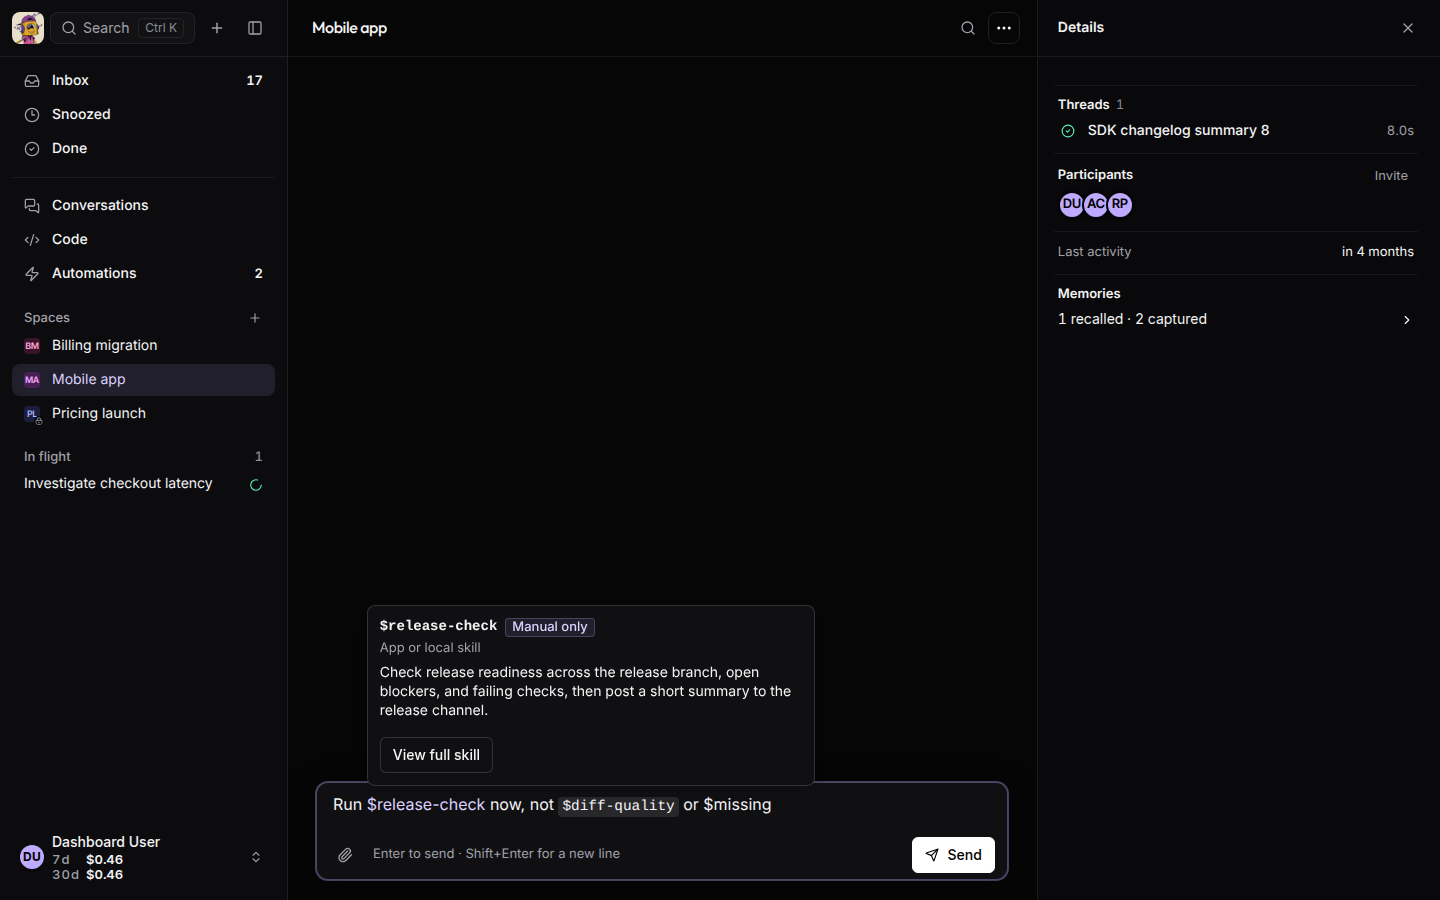 Search Ctrl K
Inbox 17
Snoozed
Done
Conversations
Code
Automations 2
Spaces
BM Billing migration
MA Mobile app
PL Pricing launch
In flight 1
Investigate checkout latency
DU Dashboard User
7d $0.46
30d $0.46
Mobile app
$release-check Manual only
App or local skill
Check release readiness across the release branch, open
blockers, and failing checks, then post a short summary to the
release channel.
View full skill
Run $release-check now, not $diff-quality or $missing
Enter to send · Shift+Enter for a new line
Send
Details
Threads 1
SDK changelog summary 8 8.0s
Participants Invite
DU AC RP
Last activity in 4 months
Memories
1 recalled · 2 captured